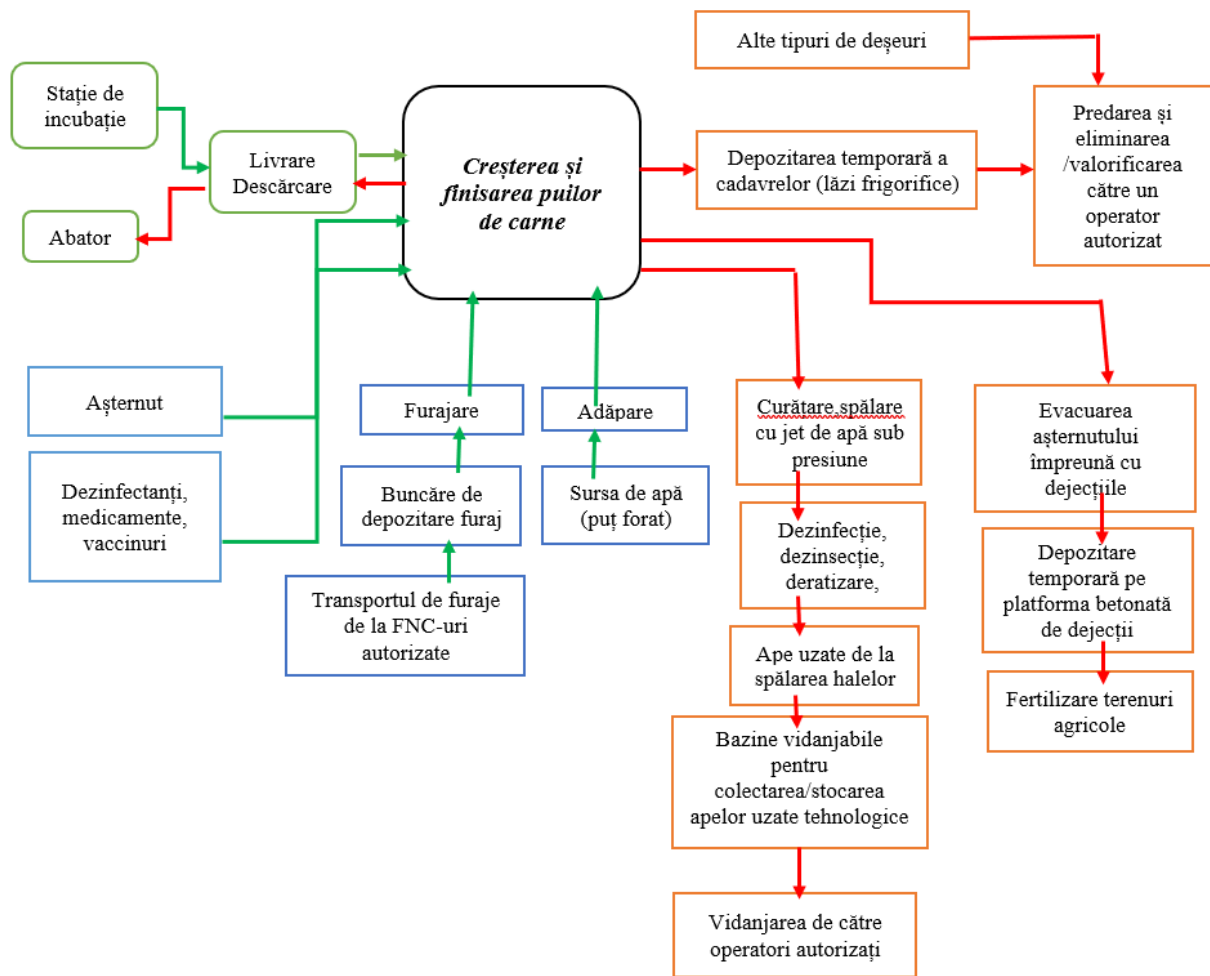 Alte tipuri de deșeuri
Stație de
incubație
Livrare
Descărcare
Abator
Creșterea și
finisarea puilor
de carne
Depozitarea temporară a
cadavrelor (lăzi frigorifice)
Predarea și
eliminarea
/valorificarea
către un
operator
autorizat
Așternut
Dezinfectanți,
medicamente,
vaccinuri
Furajare
Buncăre de
depozitare furaj
Transportul de furaje
de la FNC-uri
autorizate
Adăpare
Sursa de apă
(puț forat)
Curățare,spălare
cu jet de apă sub
presiune
Dezinfecție,
dezinsecție,
deratizare,
Ape uzate de la
spălarea halelor
Bazine vidanjabile
pentru
colectarea/stocarea
apelor uzate tehnologice
Vidanjarea de către
operatori autorizați
Evacuarea
așternutului
împreună cu
dejecțiile
Depozitare
temporară pe
platforma betonată
de dejecții
Fertilizare terenuri
agricole